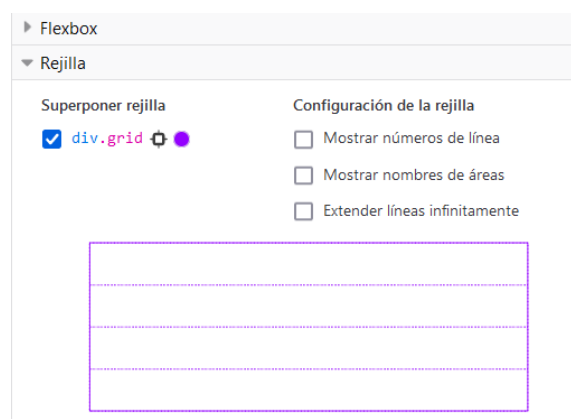 Flexbox
Rejilla
Superponer rejilla
div.grid
Configuración de la rejilla
Mostrar números de línea
Mostrar nombres de áreas
Extender líneas infinitamente